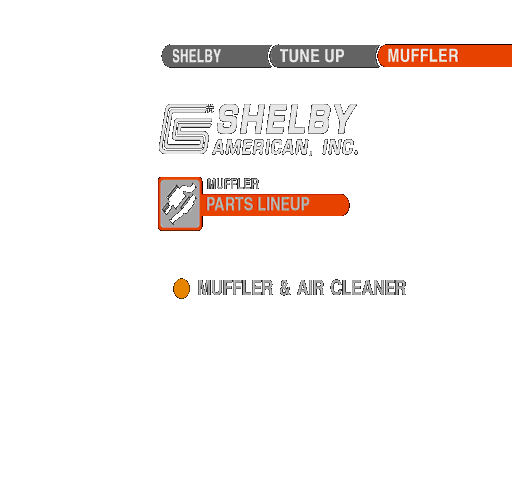 SHELBY TUNE UP MUFFLER
SHELBY
AMERICAN, INC.
MUFFLER
PARTS LINEUP
MUFFLER & AIR CLEANER